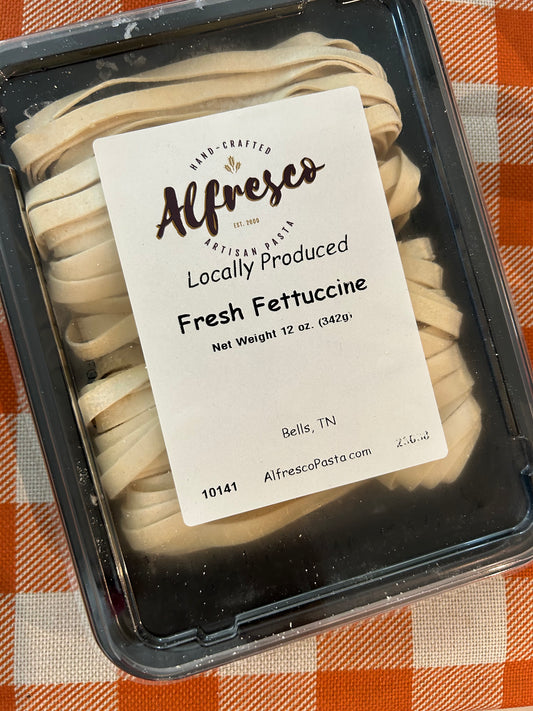 HAND-CRAFTED
Alfresco
EST. 2000
ARTISAN PASTA
Locally Produced
Fresh Fettuccine
Net Weight 12 oz. (342g)
Bells, TN
AlfrescoPasta.com
10141